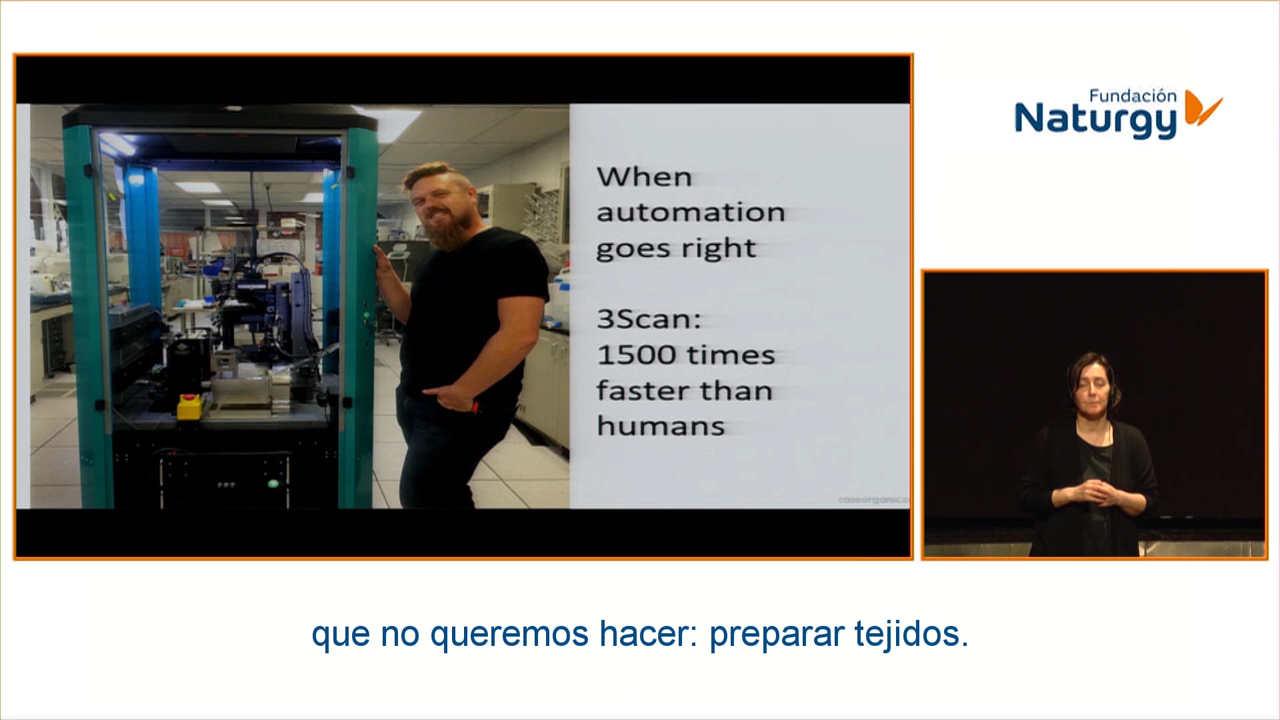 Fundación
Naturgy
When
automation
goes right
3Scan:
1500 times
faster than
humans
caseorganic.c
que no queremos hacer: preparar tejidos.